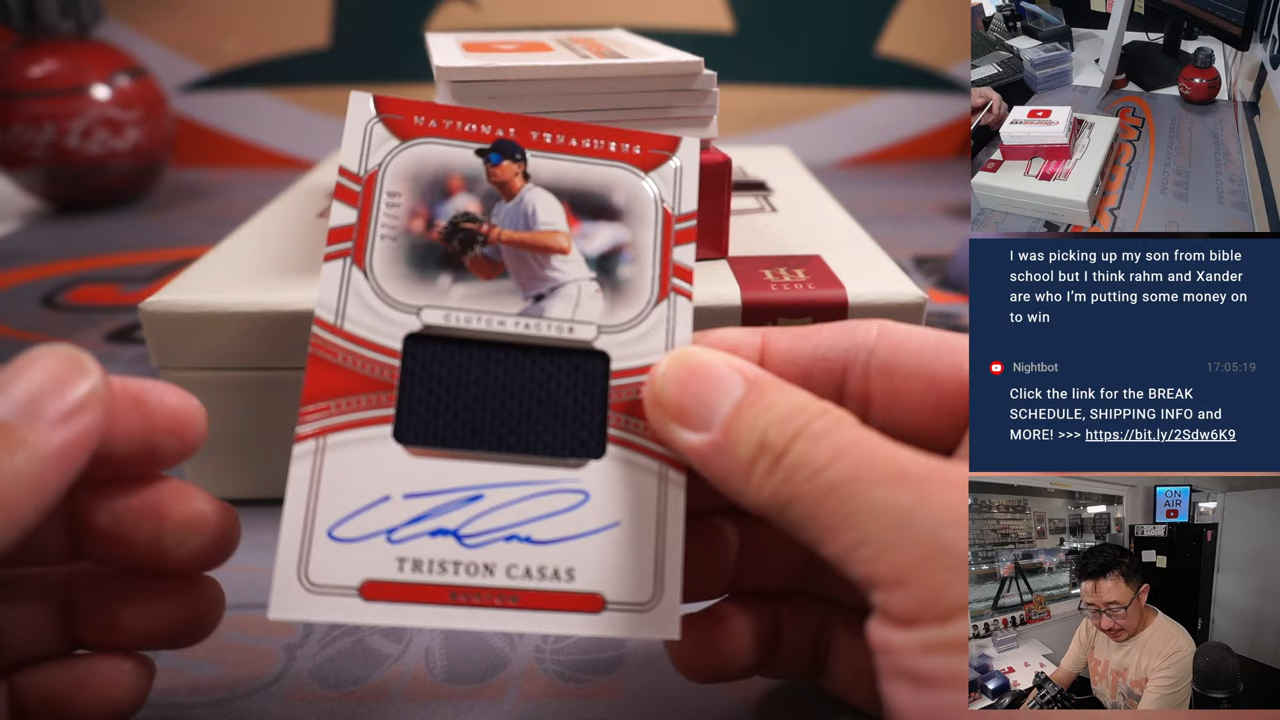 NATIONAL TREASURES
CLUTCH FACTOR
TRISTON CASAS
BOSTON
2022
I was picking up my son from bible
school but I think rahm and Xander
are who I'm putting some money on
to win
Nightbot
17:05:19
Click the link for the BREAK
SCHEDULE, SHIPPING INFO and
MORE! >>> https://bit.ly/2Sdw6K9
ON
AIR